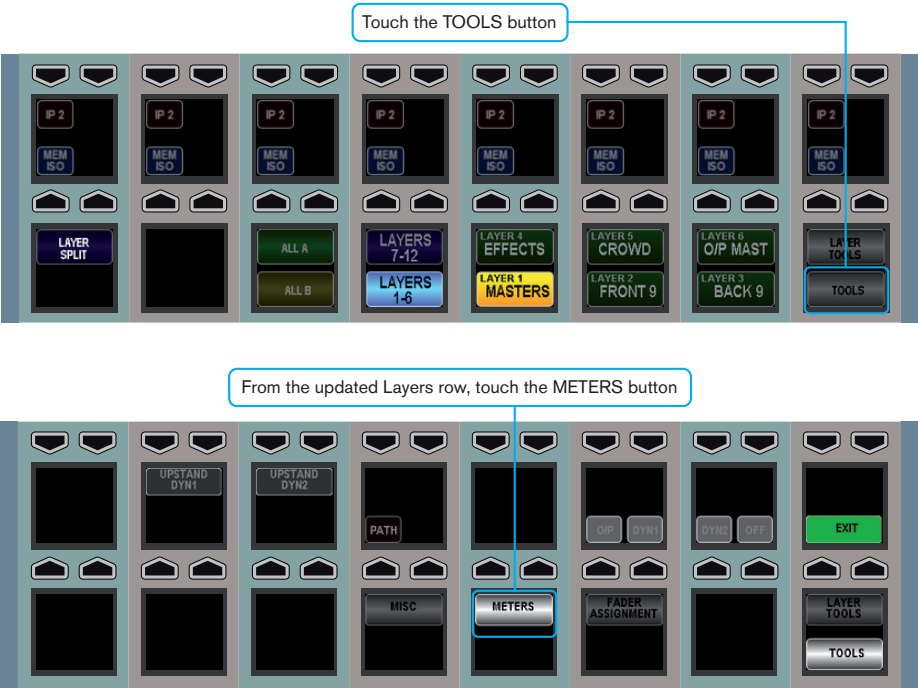 Touch the TOOLS button
IP 2
IP 2
IP 2
IP 2
IP 2
IP 2
IP 2
IP 2
MEM
ISO
MEM
ISO
MEM
ISO
MEM
ISO
MEM
ISO
MEM
ISO
MEM
ISO
MEM
ISO
LAYER
SPLIT
ALL A
ALL B
LAYERS
7-12
LAYERS
1-6
LAYER 4
EFFECTS
LAYER 1
MASTERS
LAYER 5
CROWD
LAYER 2
FRONT 9
LAYER 6
O/P MAST
LAYER 3
BACK 9
LAYER
TOOLS
TOOLS
From the updated Layers row, touch the METERS button
UPSTAND
DYN1
UPSTAND
DYN2
PATH
O/P
DYN1
DYN2
OFF
EXIT
MISC
METERS
FADER
ASSIGNMENT
LAYER
TOOLS
TOOLS